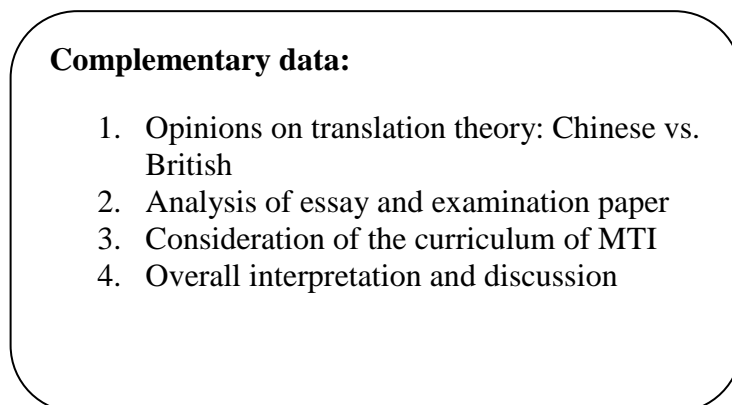 Complementary data:
1. Opinions on translation theory: Chinese vs.
British
2. Analysis of essay and examination paper
3. Consideration of the curriculum of MTI
4. Overall interpretation and discussion